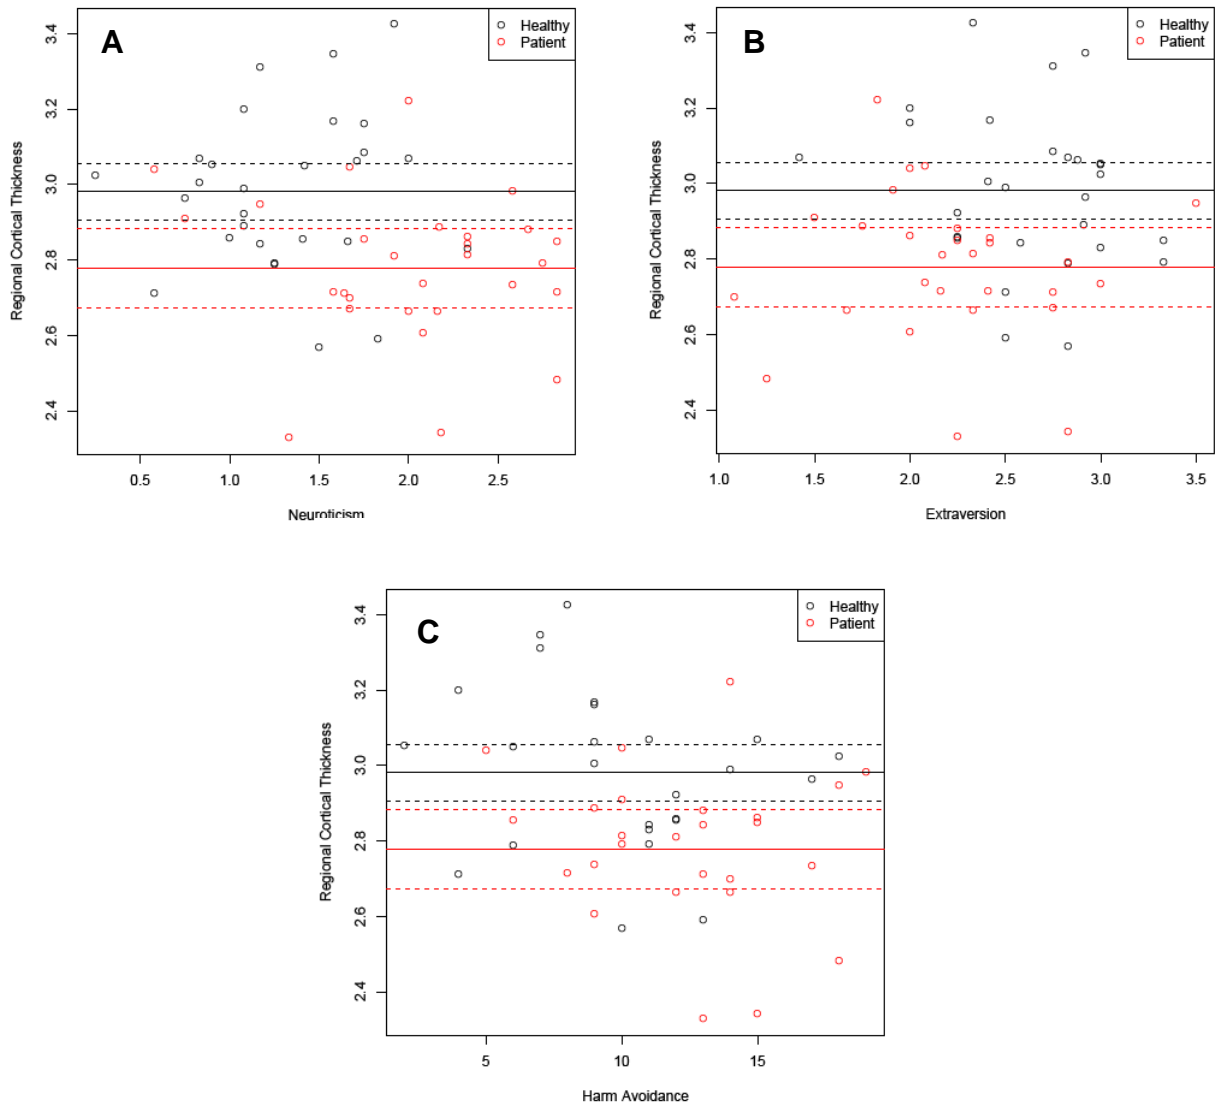 A
Healthy
Patient
Regional Cortical Thickness
3.4
3.2
3.0
2.8
2.6
2.4
0.5 1.0 1.5 2.0 2.5
Neuroticism
B
Healthy
Patient
Regional Cortical Thickness
3.4
3.2
3.0
2.8
2.6
2.4
1.0 1.5 2.0 2.5 3.0 3.5
Extraversion
C
Healthy
Patient
Regional Cortical Thickness
3.4
3.2
3.0
2.8
2.6
2.4
5 10 15
Harm Avoidance